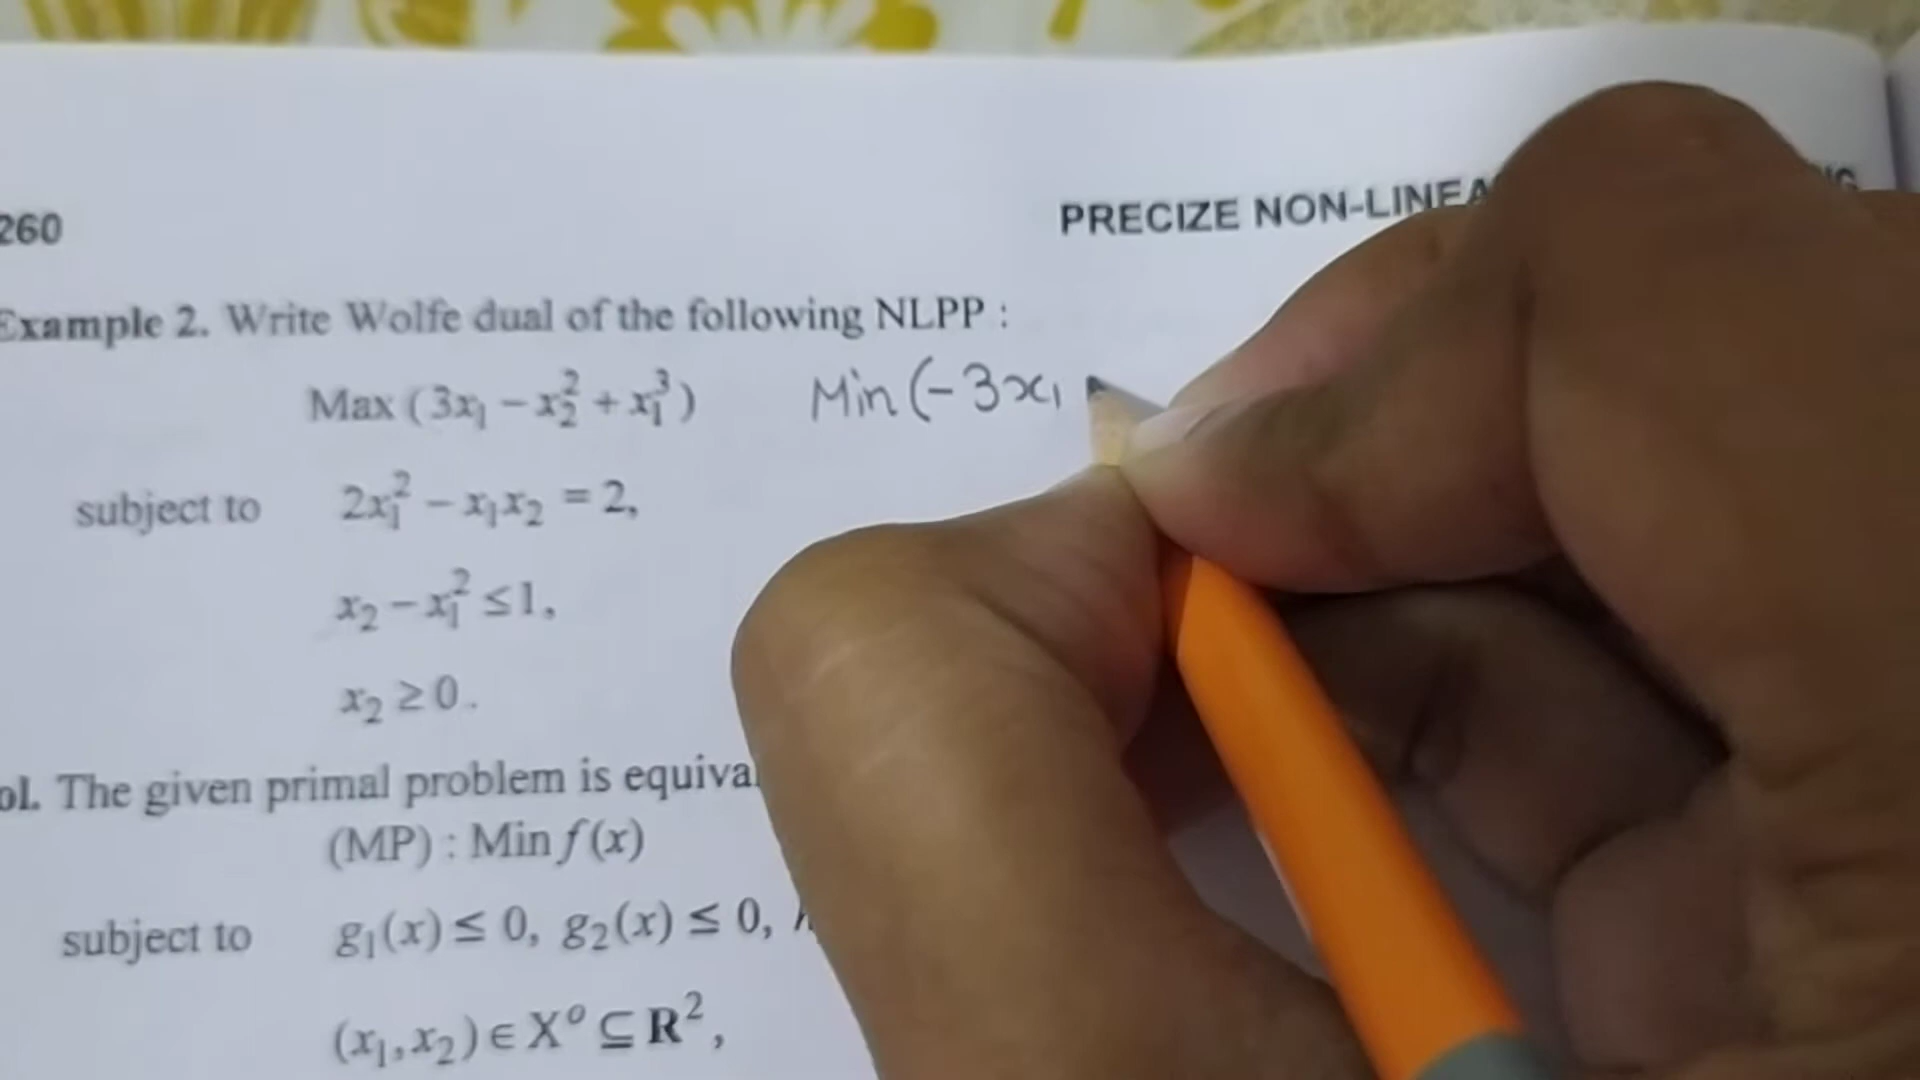 260
PRECIZE NON-LINEA
Example 2. Write Wolfe dual of the following NLPP :
Max (3x₁ − x₂² + x₁³) Min (-3x₁
subject to 2x₁² − x₁x₂ = 2,
x₂ − x₁² ≤ 1,
x₂ ≥ 0.
ol. The given primal problem is equiva
(MP) : Min f(x)
subject to g₁(x) ≤ 0, g₂(x) ≤ 0,
(x₁, x₂) ∈ X⁰ ⊆ R²,